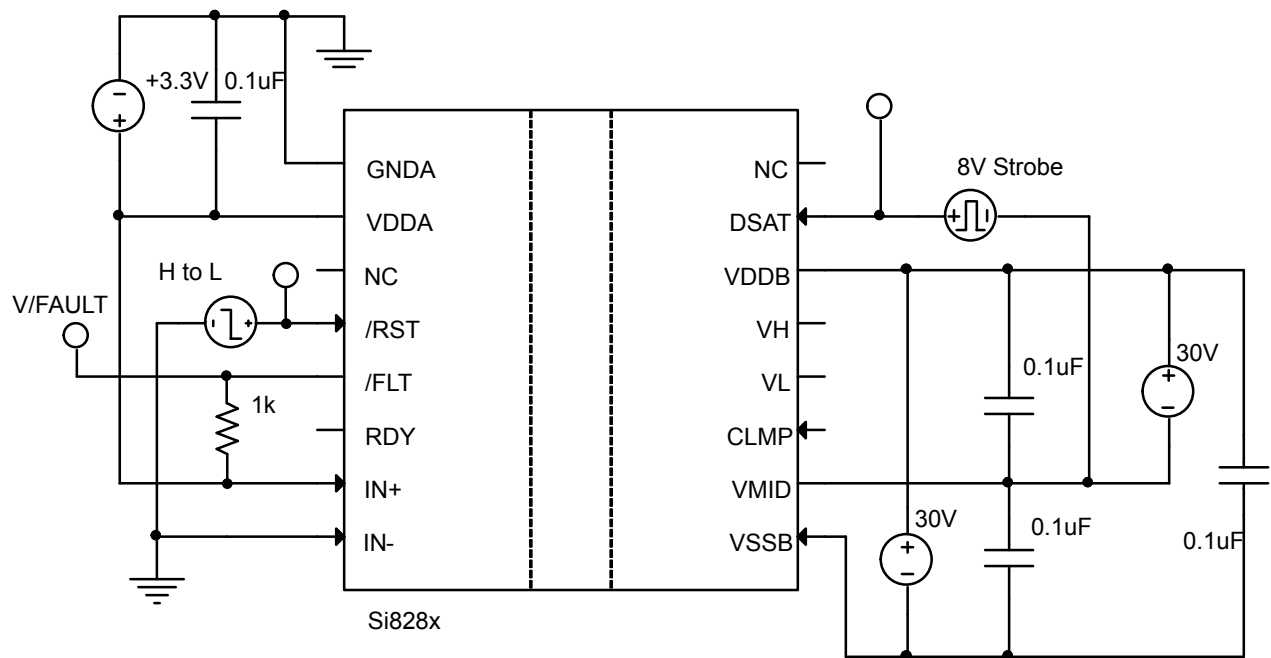 +3.3V
0.1uF
GNDA
VDDA
NC
H to L
/RST
V/FAULT
/FLT
1k
RDY
IN+
IN-
Si828x
NC
8V Strobe
DSAT
VDDB
VH
30V
0.1uF
VL
CLMP
VMID
30V
0.1uF
0.1uF
VSSB